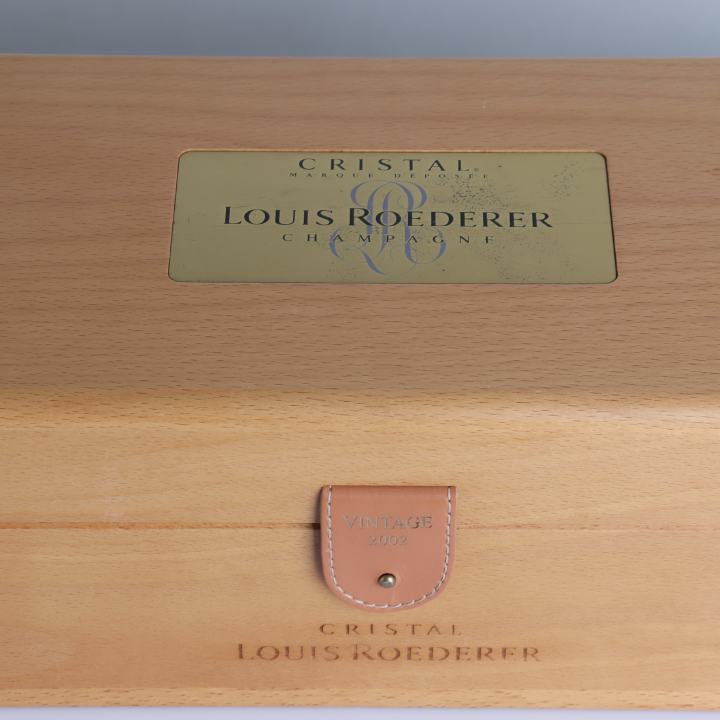 CRISTAL®
MARQUE DÉPOSÉE
LOUIS ROEDERER
CHAMPAGNE
VINTAGE
2002
CRISTAL
LOUIS ROEDERER